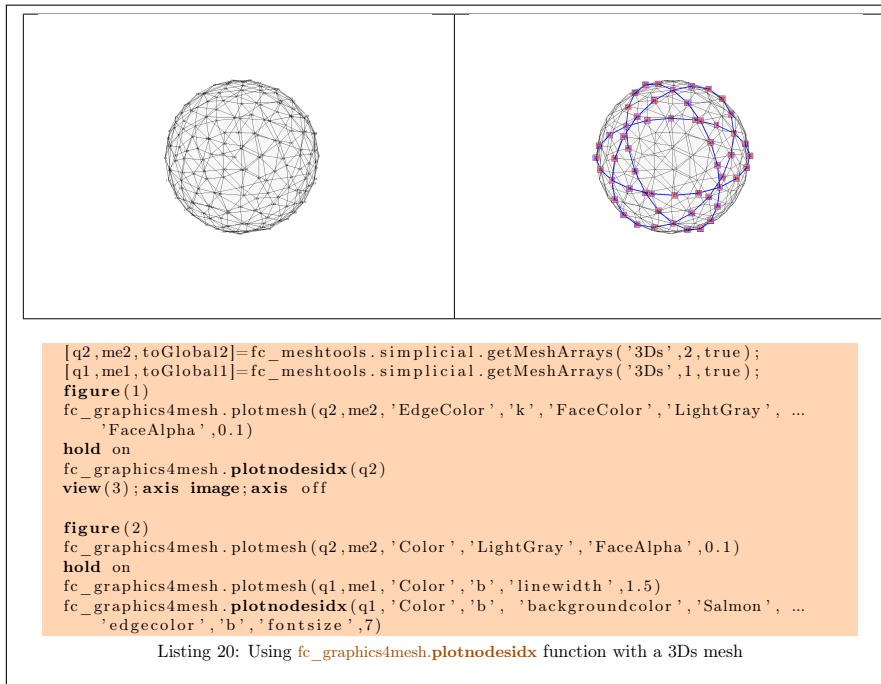 [q2,me2,toGlobal2]=fc_meshtools.simplicial.getMeshArrays('3Ds',2,true);
[q1,me1,toGlobal1]=fc_meshtools.simplicial.getMeshArrays('3Ds',1,true);
figure(1)
fc_graphics4mesh.plotmesh(q2,me2,'EdgeColor','k','FaceColor','LightGray', ...
'FaceAlpha',0.1)
hold on
fc_graphics4mesh.plotnodesidx(q2)
view(3);axis image;axis off
figure(2)
fc_graphics4mesh.plotmesh(q2,me2,'Color','LightGray','FaceAlpha',0.1)
hold on
fc_graphics4mesh.plotmesh(q1,me1,'Color','b','linewidth',1.5)
fc_graphics4mesh.plotnodesidx(q1,'Color','b', 'backgroundcolor','Salmon', ...
'edgecolor','b','fontsize',7)
Listing 20: Using fc_graphics4mesh.plotnodesidx function with a 3Ds mesh